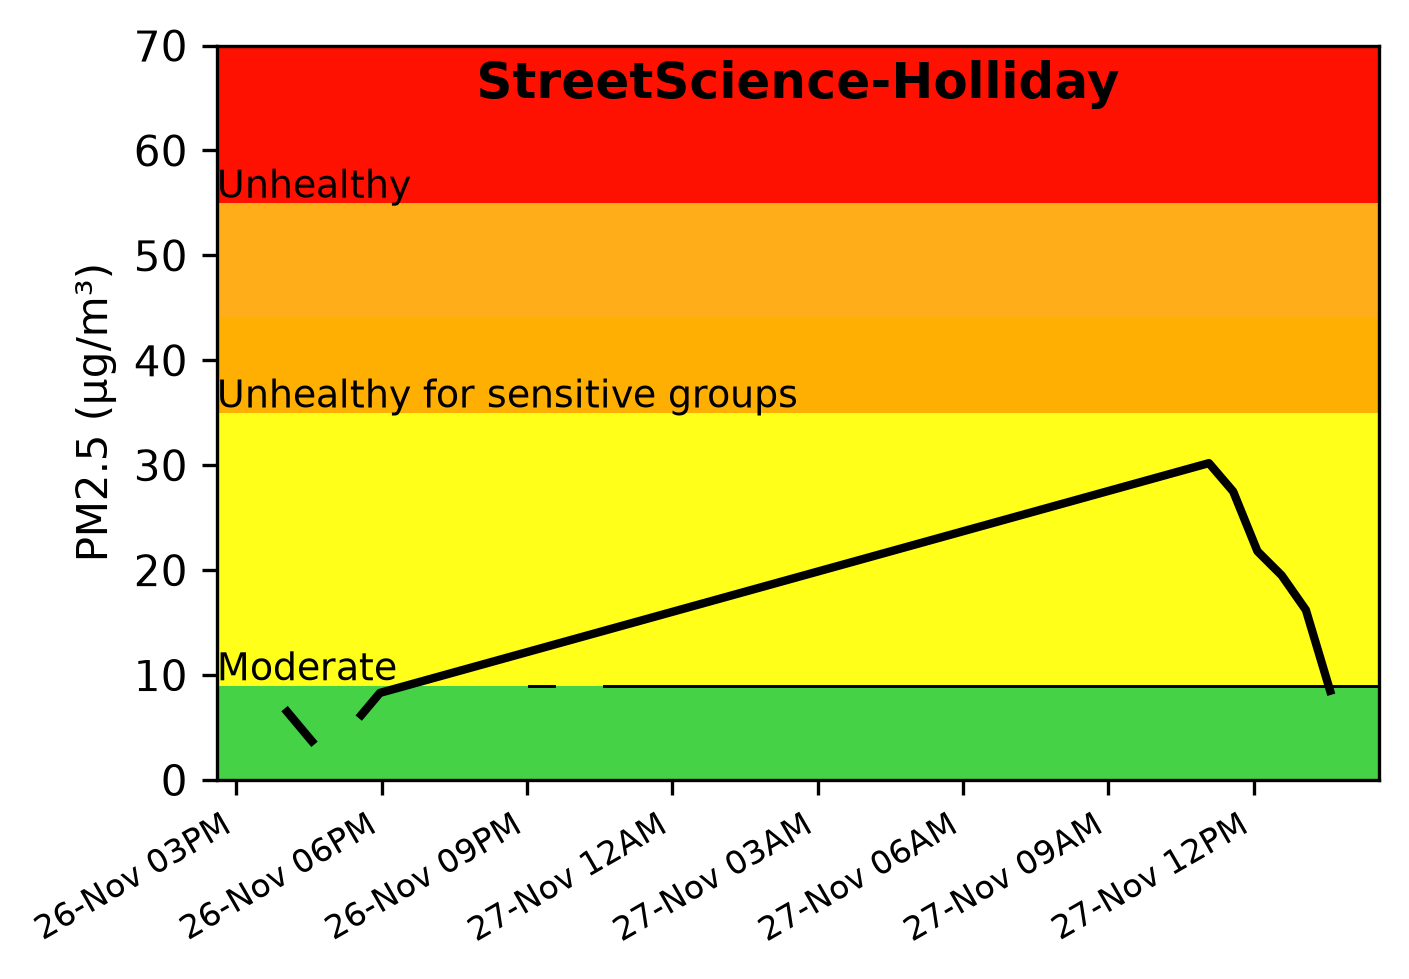 StreetScience-Holliday
70
60
50
40
30
20
10
0
PM2.5 (µg/m³)
Unhealthy
Unhealthy for sensitive groups
Moderate
26-Nov 03PM
26-Nov 06PM
26-Nov 09PM
27-Nov 12AM
27-Nov 03AM
27-Nov 06AM
27-Nov 09AM
27-Nov 12PM